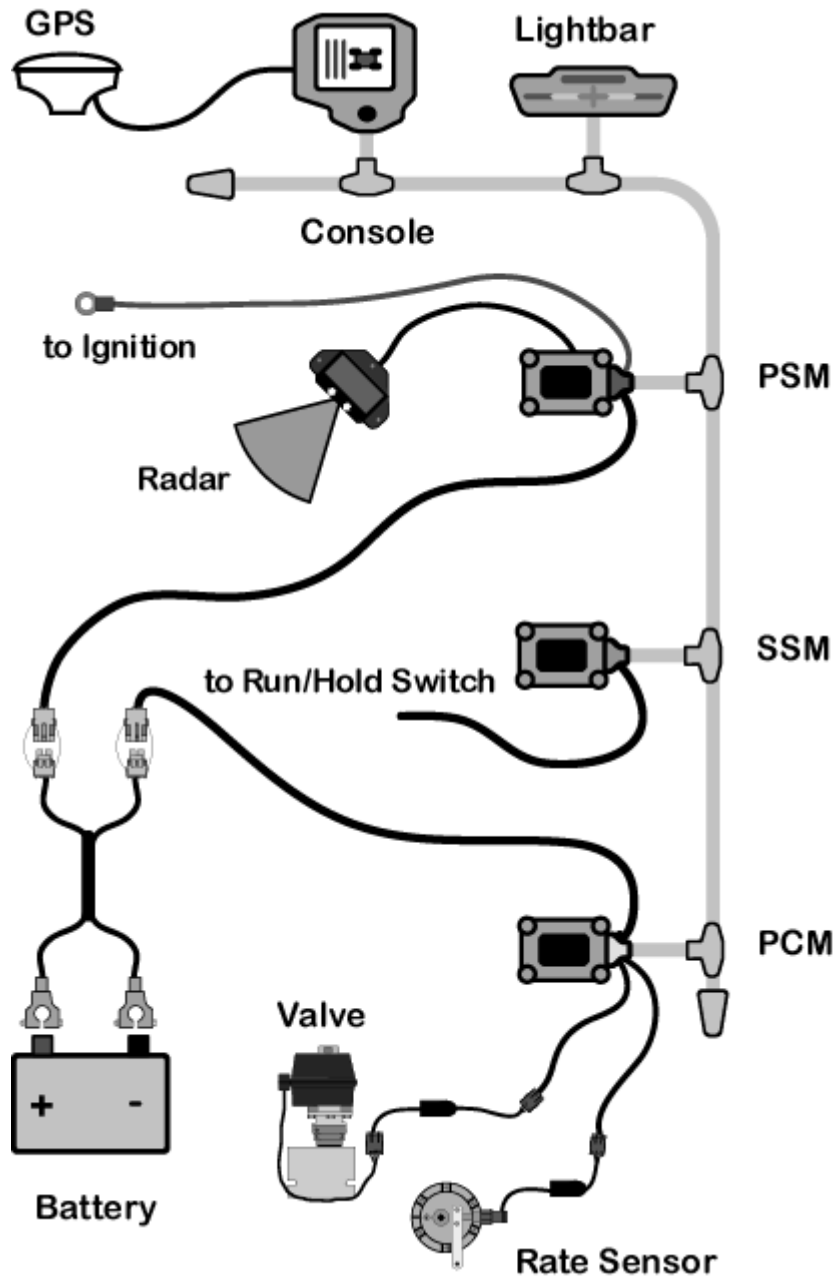 GPS
Lightbar
Console
to Ignition
PSM
Radar
SSM
to Run/Hold Switch
PCM
Valve
+ -
Battery
Rate Sensor